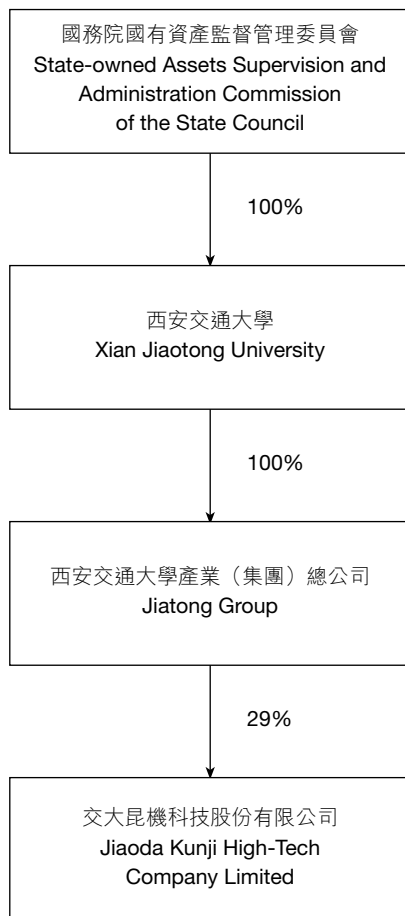 國務院國有資產監督管理委員會
State-owned Assets Supervision and
Administration Commission
of the State Council
100%
西安交通大學
Xian Jiaotong University
100%
西安交通大學產業（集團）總公司
Jiatong Group
29%
交大昆機科技股份有限公司
Jiaoda Kunji High-Tech
Company Limited